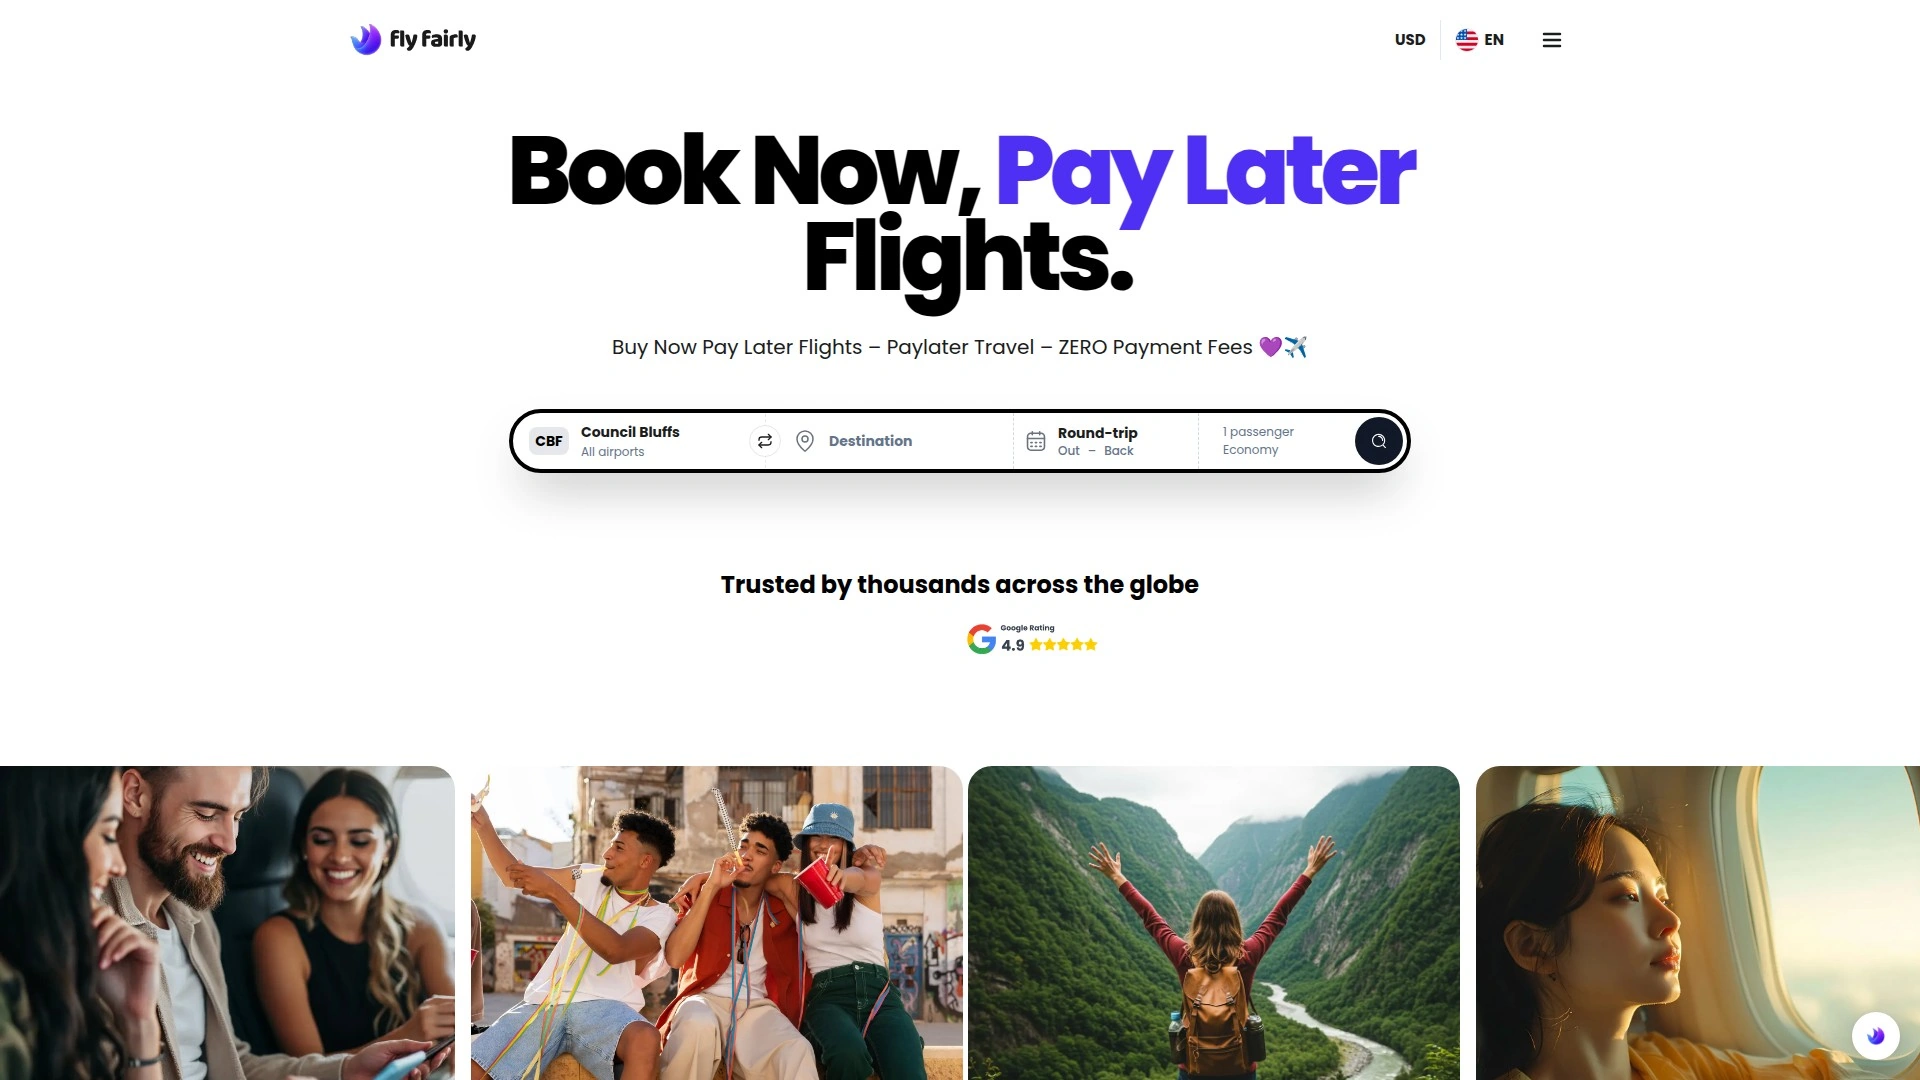 fly fairly
USD
EN
Book Now, Pay Later
Flights.
Buy Now Pay Later Flights – Paylater Travel – ZERO Payment Fees 💜✈️
CBF
Council Bluffs
All airports
Destination
Round-trip
Out – Back
1 passenger
Economy
Trusted by thousands across the globe
Google Rating
4.9